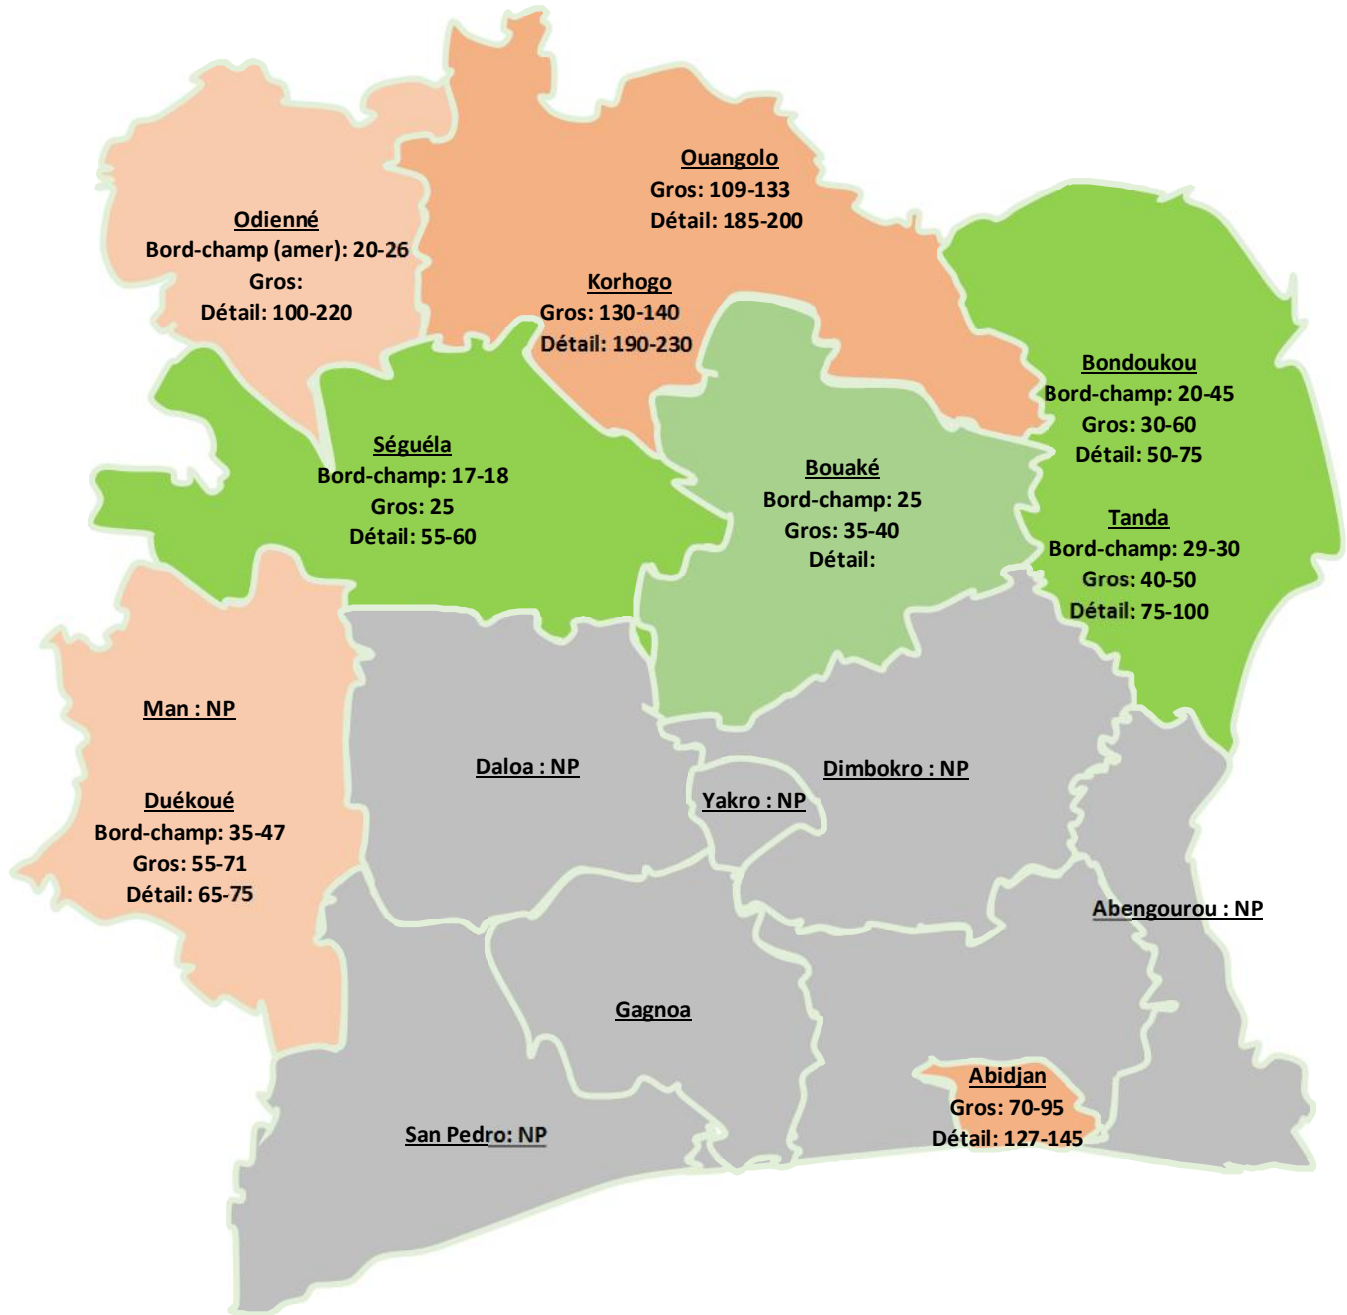 Ouangolo
Gros: 109-133
Détail: 185-200
Odienné
Bord-champ (amer): 20-26
Gros:
Détail: 100-220
Korhogo
Gros: 130-140
Détail: 190-230
Bondoukou
Bord-champ: 20-45
Gros: 30-60
Détail: 50-75
Séguéla
Bord-champ: 17-18
Gros: 25
Détail: 55-60
Bouaké
Bord-champ: 25
Gros: 35-40
Détail:
Tanda
Bord-champ: 29-30
Gros: 40-50
Détail: 75-100
Man : NP
Daloa : NP
Dimbokro : NP
Yakro : NP
Duékoué
Bord-champ: 35-47
Gros: 55-71
Détail: 65-75
Abengourou : NP
Gagnoa
Abidjan
Gros: 70-95
Détail: 127-145
San Pedro: NP